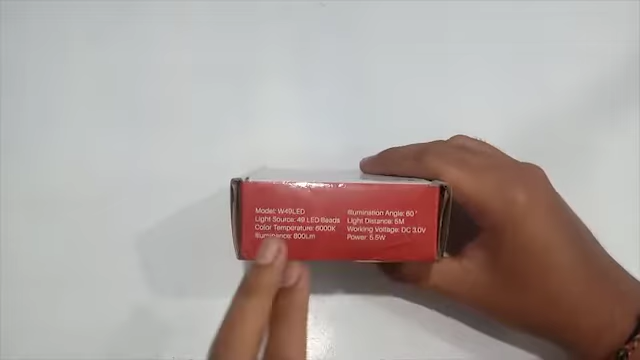 Model: W49LED
Light Source: 49 LED Beads
Color Temperature: 6000K
Illuminance: 800Lm
Illumination Angle: 60°
Light Distance: 5M
Working Voltage: DC 3.0V
Power: 5.5W